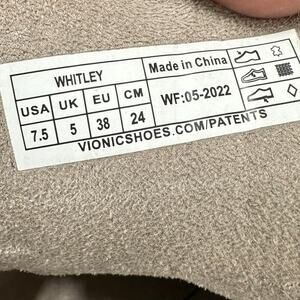 WHITLEY
Made in China
USA UK EU CM
7.5 5 38 24
WF:05-2022
VIONICSHOES.COM/PATENTS